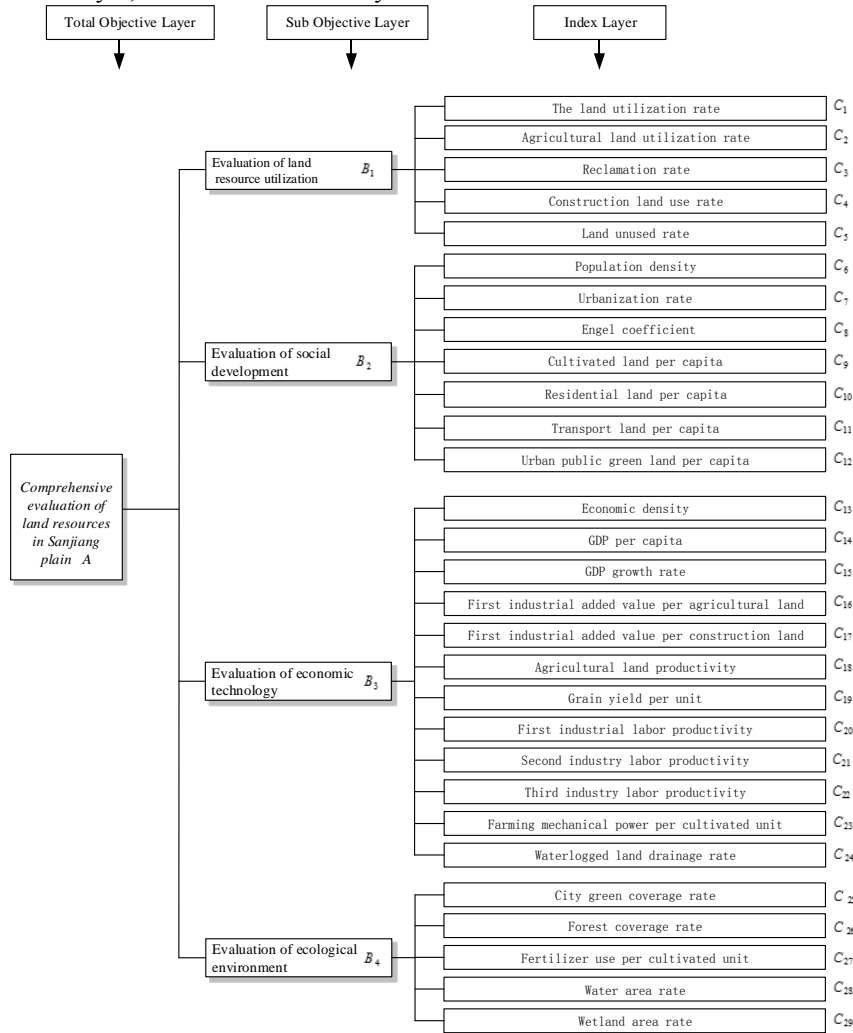 Total Objective Layer
Sub Objective Layer
Index Layer
Comprehensive
evaluation of
land resources
in Sanjiang
plain A
Evaluation of land
resource utilization B1
The land utilization rate C1
Agricultural land utilization rate C2
Reclamation rate C3
Construction land use rate C4
Land unused rate C5
Evaluation of social
development B2
Population density C6
Urbanization rate C7
Engel coefficient C8
Cultivated land per capita C9
Residential land per capita C10
Transport land per capita C11
Urban public green land per capita C12
Evaluation of economic
technology B3
Economic density C13
GDP per capita C14
GDP growth rate C15
First industrial added value per agricultural land C16
First industrial added value per construction land C17
Agricultural land productivity C18
Grain yield per unit C19
First industrial labor productivity C20
Second industry labor productivity C21
Third industry labor productivity C22
Farming mechanical power per cultivated unit C23
Waterlogged land drainage rate C24
Evaluation of ecological
environment B4
City green coverage rate C25
Forest coverage rate C26
Fertilizer use per cultivated unit C27
Water area rate C28
Wetland area rate C29